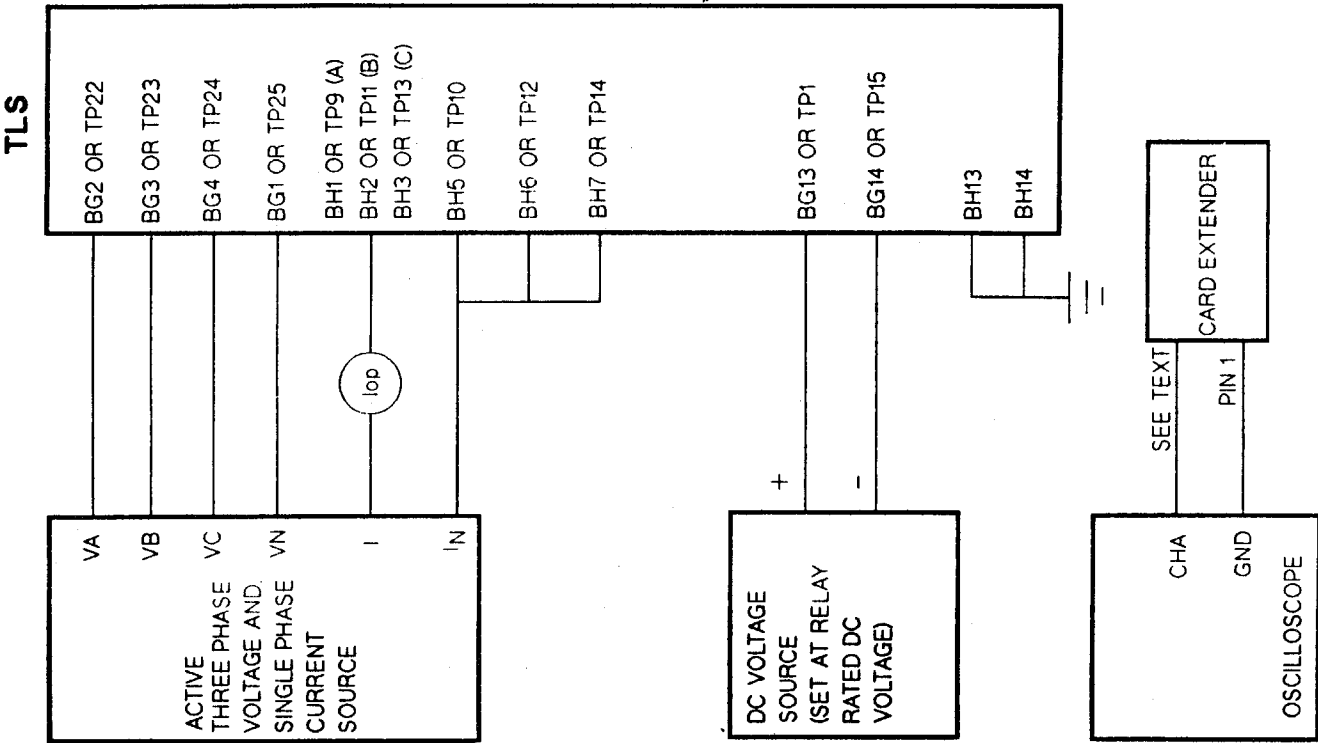 TLS
BG2 OR TP22
BG3 OR TP23
BG4 OR TP24
BG1 OR TP25
BH1 OR TP9 (A)
BH2 OR TP11 (B)
BH3 OR TP13 (C)
BH5 OR TP10
BH6 OR TP12
BH7 OR TP14
BG13 OR TP1
BG14 OR TP15
BH13
BH14
Iop
VA
VB
VC
VN
I
IN
ACTIVE
THREE PHASE
VOLTAGE AND
SINGLE PHASE
CURRENT
SOURCE
+
-
DC VOLTAGE
SOURCE
(SET AT RELAY
RATED DC
VOLTAGE)
CARD EXTENDER
SEE TEXT
PIN 1
CHA
GND
OSCILLOSCOPE